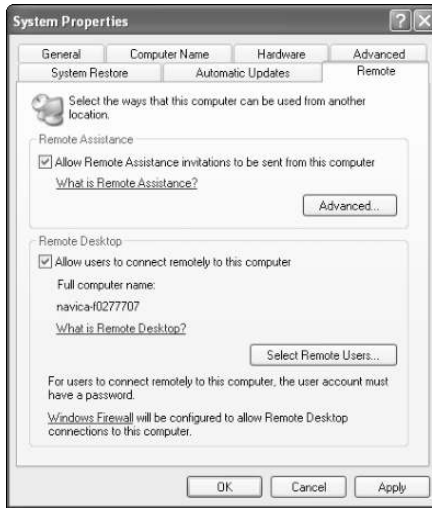 System Properties
General Computer Name Hardware Advanced
System Restore Automatic Updates Remote
Select the ways that this computer can be used from another
location.
Remote Assistance
Allow Remote Assistance invitations to be sent from this computer
What is Remote Assistance?
Advanced...
Remote Desktop
Allow users to connect remotely to this computer
Full computer name:
navica-f0277707
What is Remote Desktop?
Select Remote Users...
For users to connect remotely to this computer, the user account must
have a password.
Windows Firewall will be configured to allow Remote Desktop
connections to this computer.
OK Cancel Apply